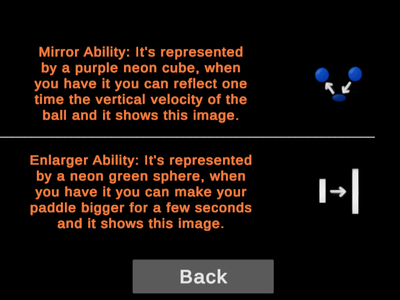 Mirror Ability: It's represented
by a purple neon cube, when
you have it you can reflect one
time the vertical velocity of the
ball and it shows this image.
Enlarger Ability: It's represented
by a neon green sphere, when
you have it you can make your
paddle bigger for a few seconds
and it shows this image.
Back